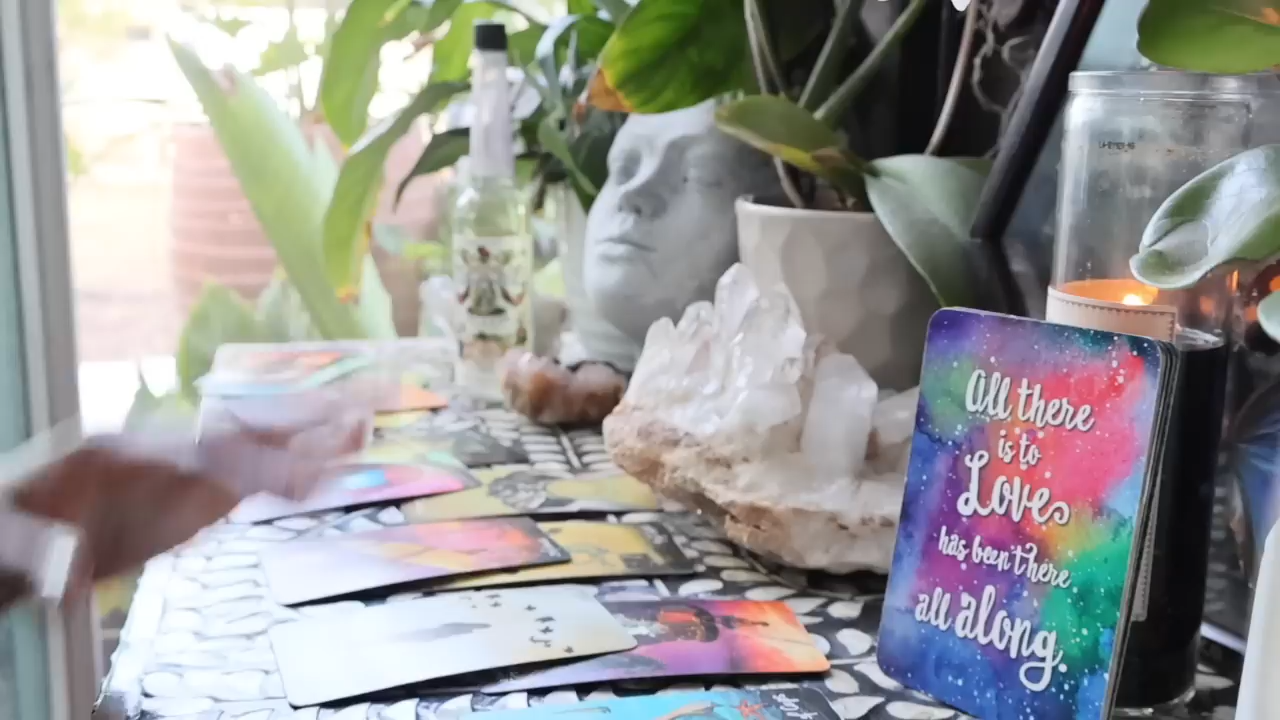 All there
is to
Love
has been there
all along.